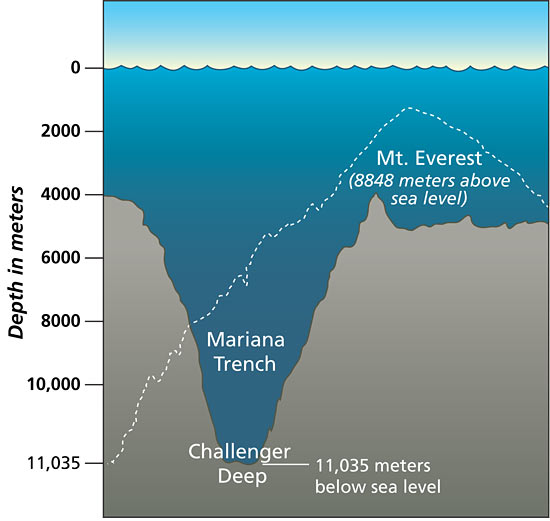 0
2000
Mt. Everest
(8848 meters above
sea level)
4000
6000
Depth in meters
8000
Mariana
Trench
10,000
Challenger
Deep
11,035
11,035 meters
below sea level